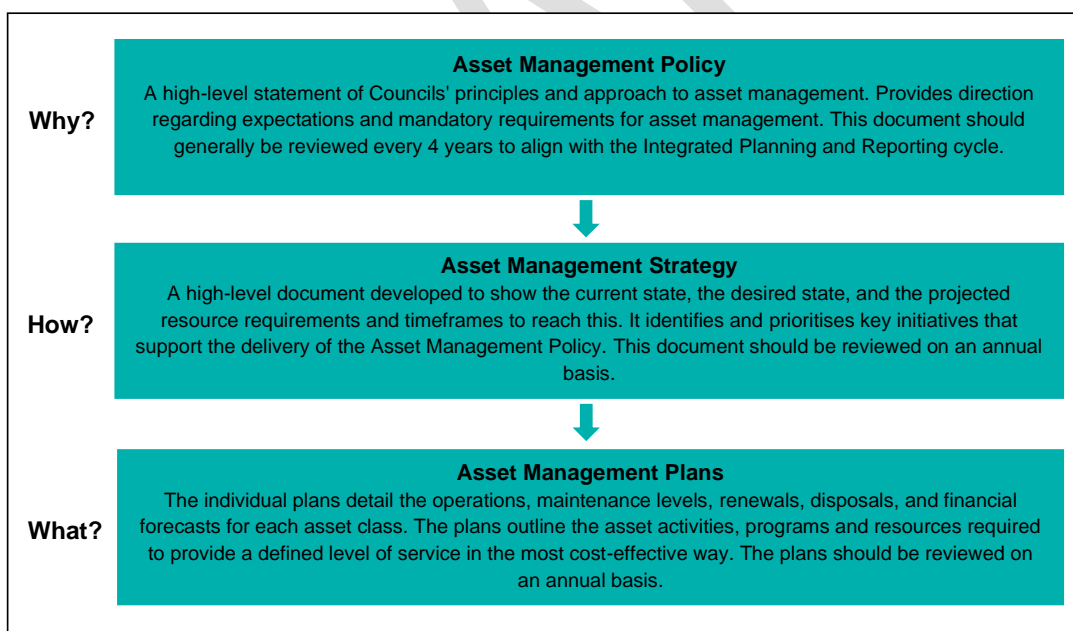 Asset Management Policy
Why?
A high-level statement of Councils' principles and approach to asset management. Provides direction
regarding expectations and mandatory requirements for asset management. This document should
generally be reviewed every 4 years to align with the Integrated Planning and Reporting cycle.
Asset Management Strategy
How?
A high-level document developed to show the current state, the desired state, and the projected
resource requirements and timeframes to reach this. It identifies and prioritises key initiatives that
support the delivery of the Asset Management Policy. This document should be reviewed on an annual
basis.
Asset Management Plans
What?
The individual plans detail the operations, maintenance levels, renewals, disposals, and financial
forecasts for each asset class. The plans outline the asset activities, programs and resources required
to provide a defined level of service in the most cost-effective way. The plans should be reviewed on
an annual basis.